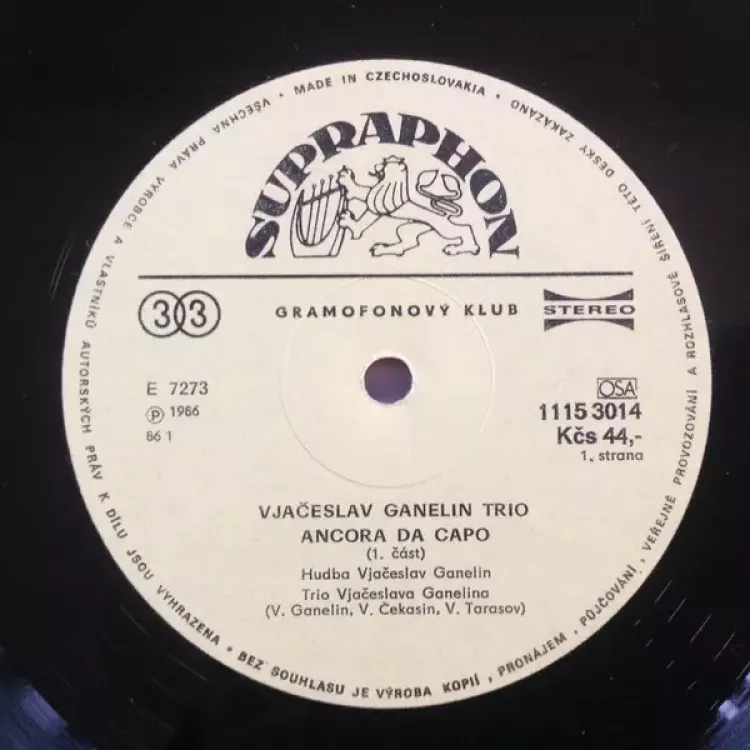 MADE IN CZECHOSLOVAKIA • VŠECHNA PRÁVA VÝROBCE A VLASTNÍKŮ AUTORSKÝCH PRÁV K DÍLU JSOU VYHRAZENA • BEZ SOUHLASU JE VÝROBA KOPIÍ, PRONÁJEM, PŮJČOVÁNÍ, VEŘEJNÉ PROVOZOVÁNÍ A ROZHLASOVÉ ŠÍŘENÍ TÉTO DESKY ZAKÁZÁNO •
SUPRAPHON
33
GRAMOFONOVÝ KLUB
STEREO
E 7273
Ⓟ 1986
86 1
OSA
1115 3014
Kčs 44,-
1. strana
VJAČESLAV GANELIN TRIO
ANCORA DA CAPO
(1. část)
Hudba Vjačeslav Ganelin
Trio Vjačeslava Ganelina
(V. Ganelin, V. Čekasin, V. Tarasov)